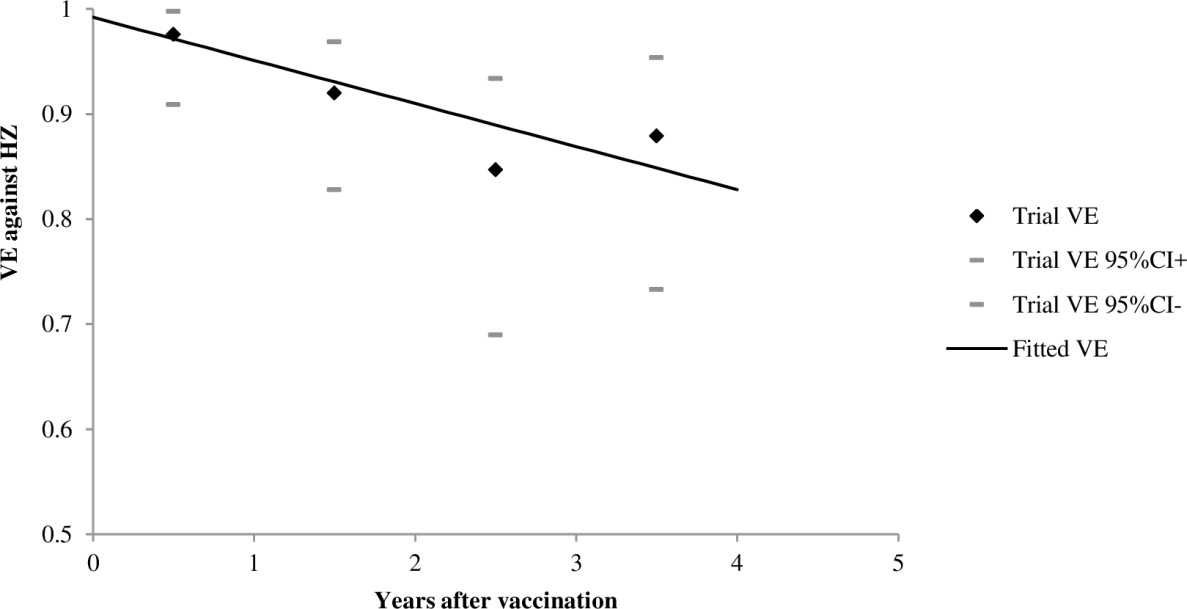 1
0.9
0.8
0.7
0.6
0.5
0 1 2 3 4 5
VE against HZ
Years after vaccination
Trial VE
Trial VE 95%CI+
Trial VE 95%CI-
Fitted VE